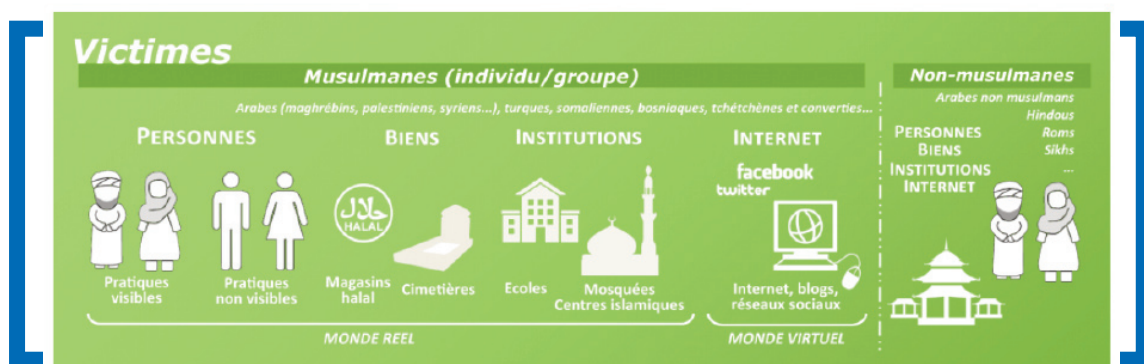 Victimes
Musulmanes (individu/groupe)
Arabes (maghrébins, palestiniens, syriens...), turques, somaliennes, bosniaques, tchétchènes et converties...
PERSONNES
BIENS
INSTITUTIONS
INTERNET
facebook
twitter
حلال
HALAL
Pratiques
visibles
Pratiques
non visibles
Magasins
halal
Cimetières
Ecoles
Mosquées
Centres islamiques
Internet, blogs,
réseaux sociaux
MONDE REEL
MONDE VIRTUEL
Non-musulmanes
Arabes non musulmans
Hindous
Roms
Sikhs
...
PERSONNES
BIENS
INSTITUTIONS
INTERNET